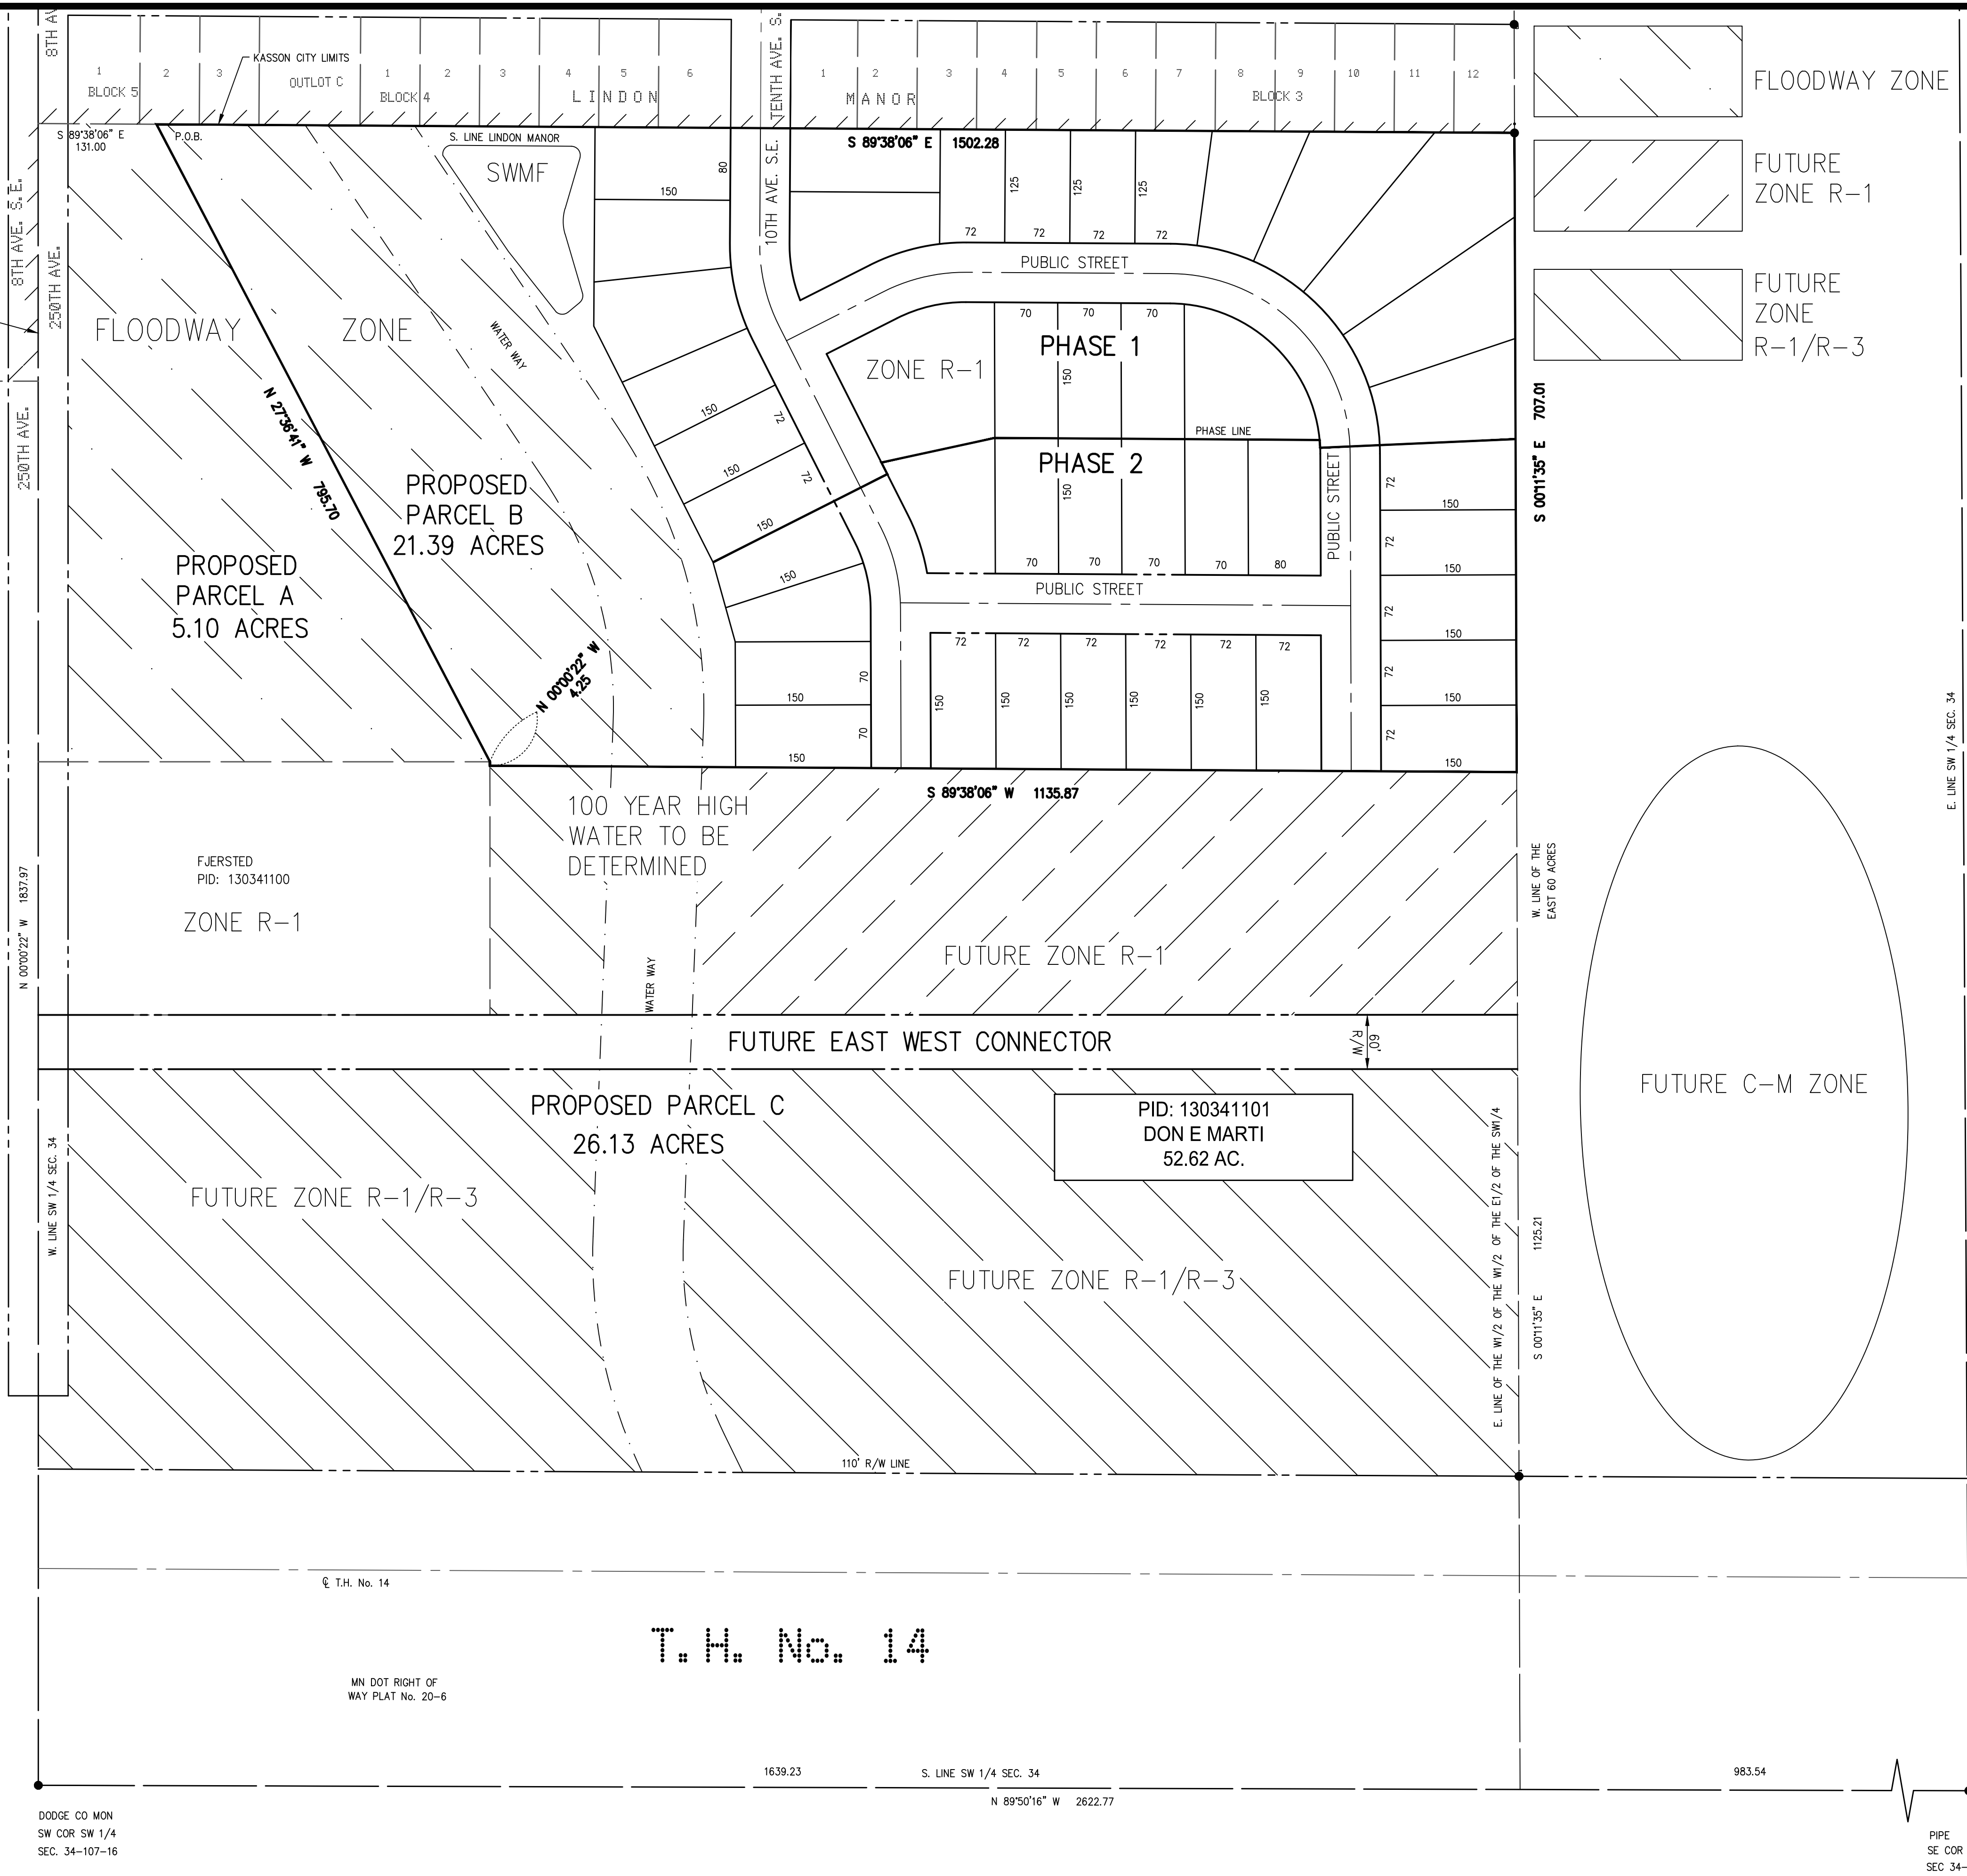 8TH AV
KASSON CITY LIMITS
1
2
3
OUTLOT C
BLOCK 5
1
2
3
4
5
6
BLOCK 4
LINDON
TENTH AVE. S.
1
2
3
4
5
6
7
8
9
10
11
12
MANOR
BLOCK 3
FLOODWAY ZONE
FUTURE
ZONE R-1
FUTURE
ZONE
R-1/R-3
S 89°38'06" E
131.00
P.O.B.
S. LINE LINDON MANOR
SWMF
80
150
10TH AVE. S.E.
S 89°38'06" E 1502.28
125
125
125
72
72
72
72
PUBLIC STREET
8TH AVE. S.E.
250TH AVE.
250TH AVE.
FLOODWAY
ZONE
WATER WAY
70
70
70
PHASE 1
ZONE R-1
150
PHASE LINE
N 27°36'41" W 795.70
150
72
150
72
150
PHASE 2
150
PUBLIC STREET
S 00°11'35" E 707.01
PROPOSED
PARCEL B
21.39 ACRES
PROPOSED
PARCEL A
5.10 ACRES
150
70
70
70
70
80
PUBLIC STREET
72
150
72
150
72
150
72
150
72
150
72
72
72
72
72
72
150
150
150
150
150
150
N 00°00'22" W
4.25
70
150
70
150
S 89°38'06" W 1135.87
100 YEAR HIGH
WATER TO BE
DETERMINED
FJERSTED
PID: 130341100
ZONE R-1
N 00°00'22" W 1837.97
WATER WAY
FUTURE ZONE R-1
W. LINE OF THE
EAST 60 ACRES
E. LINE SW 1/4 SEC. 34
FUTURE EAST WEST CONNECTOR
60'
R/W
FUTURE C-M ZONE
PROPOSED PARCEL C
26.13 ACRES
PID: 130341101
DON E MARTI
52.62 AC.
W. LINE SW 1/4 SEC. 34
FUTURE ZONE R-1/R-3
FUTURE ZONE R-1/R-3
E. LINE OF THE W1/2 OF THE W1/2 OF THE E1/2 OF THE SW1/4
S 00°11'35" E 1125.21
110' R/W LINE
℄ T.H. No. 14
T.H. No. 14
MN DOT RIGHT OF
WAY PLAT No. 20-6
1639.23
S. LINE SW 1/4 SEC. 34
983.54
N 89°50'16" W 2622.77
DODGE CO MON
SW COR SW 1/4
SEC. 34-107-16
PIPE
SE COR
SEC 34-